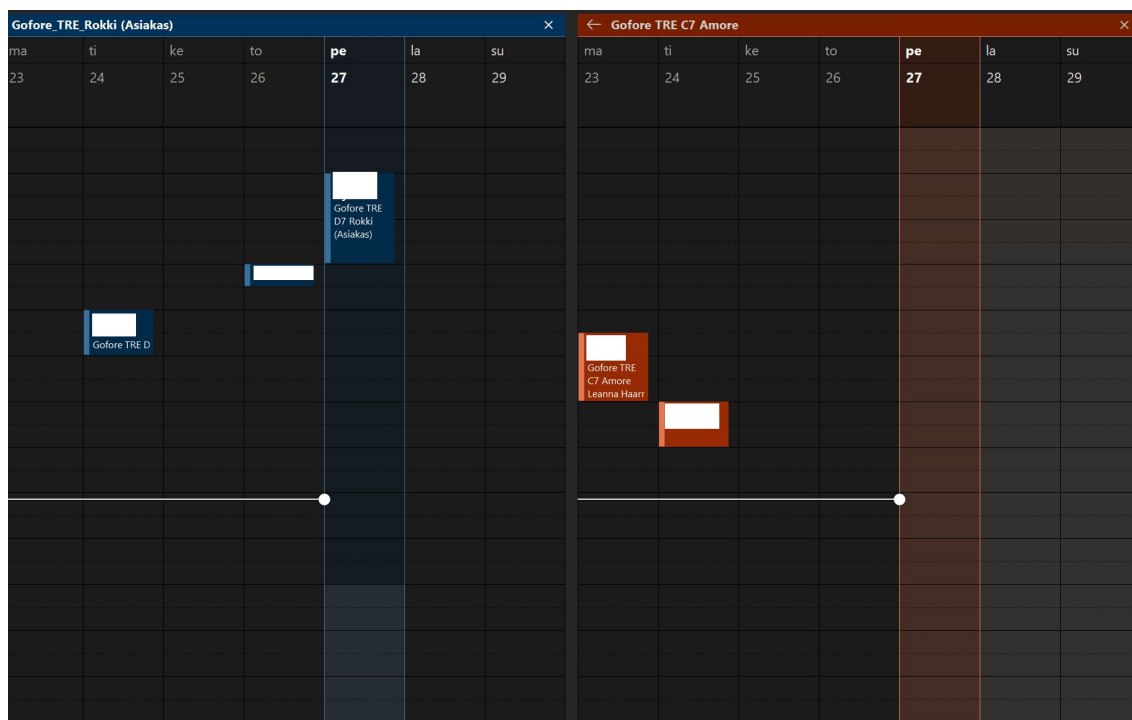 Gofore_TRE_Rokki (Asiakas)
ma ti ke to pe la su
23 24 25 26 27 28 29
Gofore TRE
D7 Rokki
(Asiakas)
Gofore TRE D
Gofore TRE C7 Amore
ma ti ke to pe la su
23 24 25 26 27 28 29
Gofore TRE
C7 Amore
Leanna Haarr